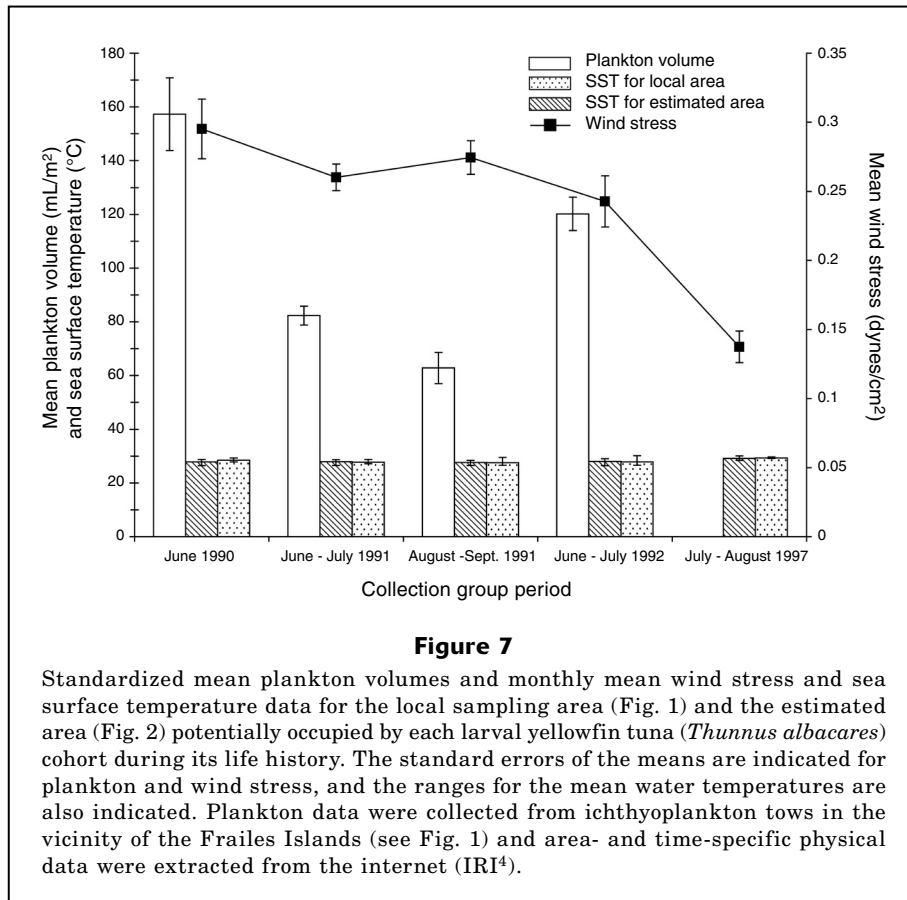 180
160
140
120
100
80
60
40
20
0
Mean plankton volume (mL/m²)
and sea surface temperature (°C)
Plankton volume
SST for local area
SST for estimated area
Wind stress
0.35
0.3
0.25
0.2
0.15
0.1
0.05
0
Mean wind stress (dynes/cm²)
June 1990
June - July 1991
August -Sept. 1991
June - July 1992
July - August 1997
Collection group period
Figure 7
Standardized mean plankton volumes and monthly mean wind stress and sea
surface temperature data for the local sampling area (Fig. 1) and the estimated
area (Fig. 2) potentially occupied by each larval yellowfin tuna (Thunnus albacares)
cohort during its life history. The standard errors of the means are indicated for
plankton and wind stress, and the ranges for the mean water temperatures are
also indicated. Plankton data were collected from ichthyoplankton tows in the
vicinity of the Frailes Islands (see Fig. 1) and area- and time-specific physical
data were extracted from the internet (IRI⁴).